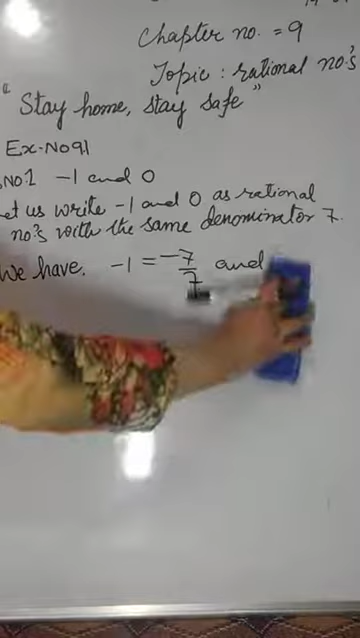 Chapter no. = 9
Topic : rational no's
"Stay home, stay safe"
Ex-No 9.1
No:1 -1 and 0
et us write -1 and 0 as rational
no's with the same denominator 7.
We have. -1 = -7/7 and